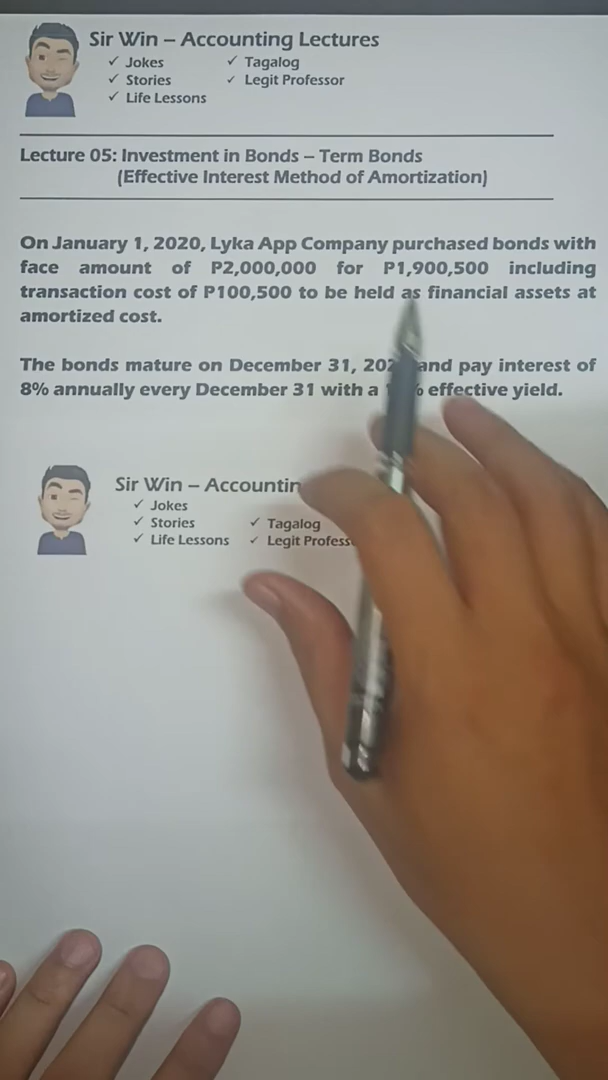 Sir Win – Accounting Lectures
✓ Jokes
✓ Tagalog
✓ Stories
✓ Legit Professor
✓ Life Lessons
Lecture 05: Investment in Bonds – Term Bonds
(Effective Interest Method of Amortization)
On January 1, 2020, Lyka App Company purchased bonds with
face amount of P2,000,000 for P1,900,500 including
transaction cost of P100,500 to be held as financial assets at
amortized cost.
The bonds mature on December 31, and pay interest of
8% annually every December 31 with a effective yield.
Sir Win –
✓ Jokes
✓ Stories
✓ Tagalog
✓ Life Lessons
✓ Legit